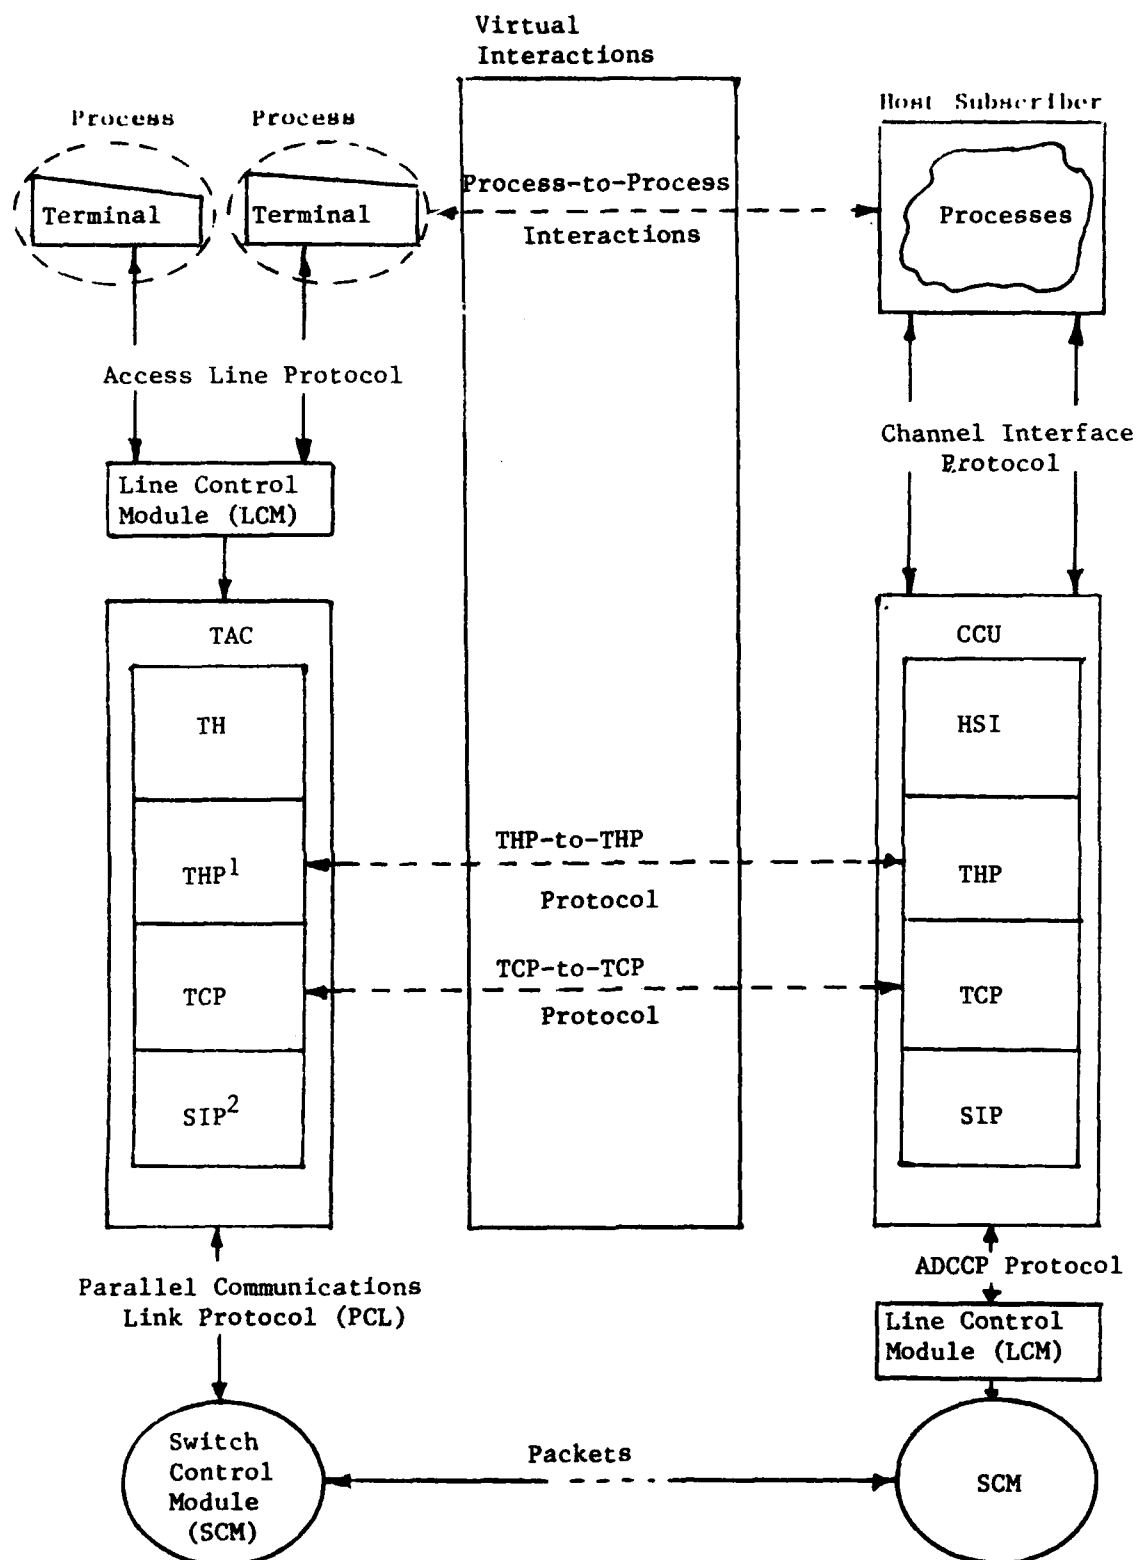 Virtual
Interactions
Process
Process
Host Subscriber
Terminal
Terminal
Process-to-Process
Interactions
Processes
Access Line Protocol
Channel Interface
Protocol
Line Control
Module (LCM)
TAC
CCU
TH
HSI
THP¹
THP-to-THP
Protocol
THP
TCP
TCP-to-TCP
Protocol
TCP
SIP²
SIP
Parallel Communications
Link Protocol (PCL)
ADCCP Protocol
Line Control
Module (LCM)
Switch
Control
Module
(SCM)
Packets
SCM